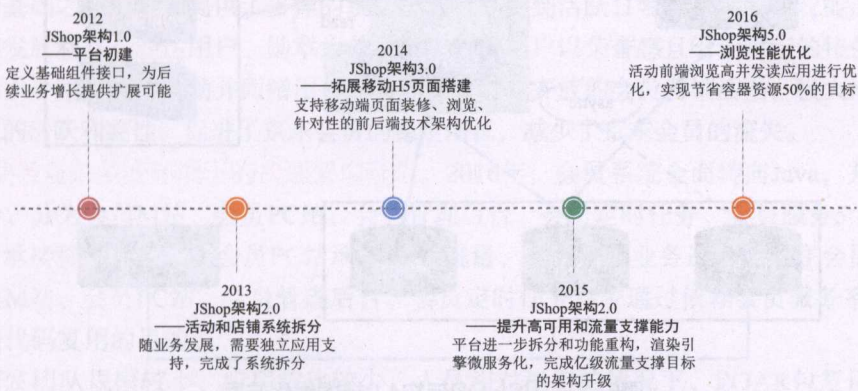 2012
JShop架构1.0
——平台初建
定义基础组件接口，为后
续业务增长提供扩展可能
2013
JShop架构2.0
——活动和店铺系统拆分
随业务发展，需要独立应用支
持，完成了系统拆分
2014
JShop架构3.0
——拓展移动H5页面搭建
支持移动端页面装修、浏览、
针对性的前后端技术架构优化
2015
JShop架构2.0
——提升高可用和流量支撑能力
平台进一步拆分和功能重构，渲染引
擎微服务化，完成亿级流量支撑目标
的架构升级
2016
JShop架构5.0
——浏览性能优化
活动前端浏览高并发读应用进行优
化，实现节省容器资源50%的目标